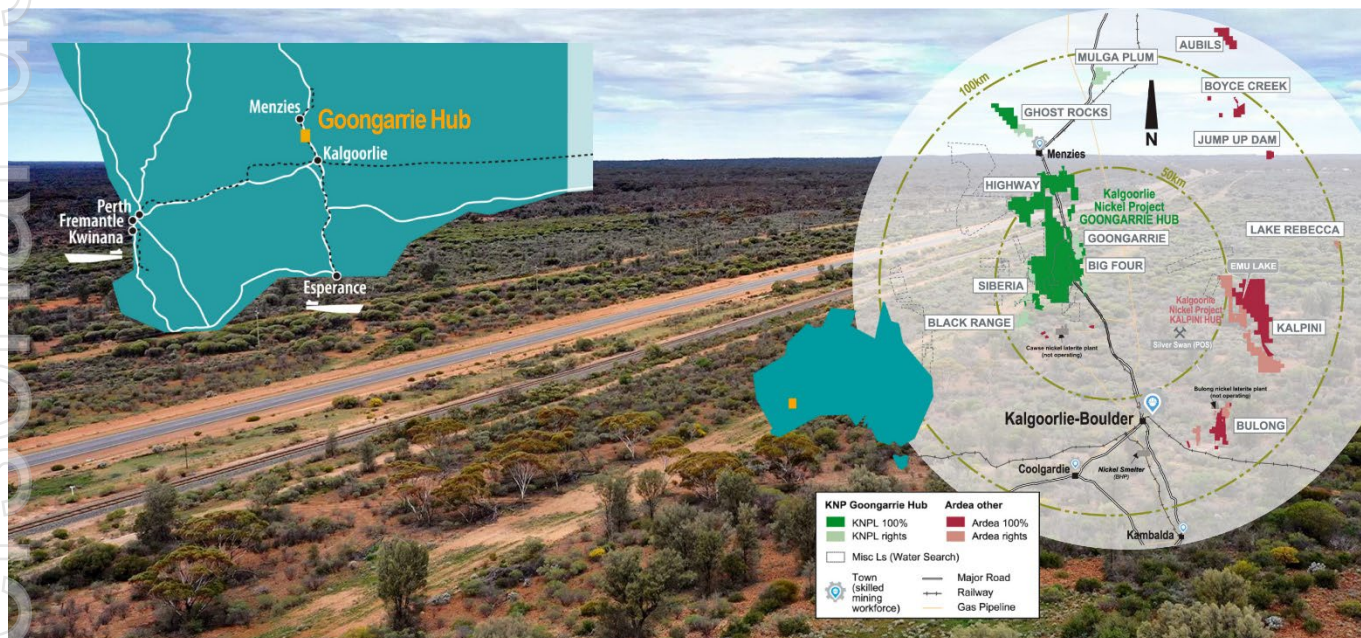 Menzies
Goongarrie Hub
Kalgoorlie
Perth
Fremantle
Kwinana
Esperance
100km
AUBILS
MULGA PLUM
BOYCE CREEK
GHOST ROCKS
N
JUMP UP DAM
Menzies
50km
HIGHWAY
Kalgoorlie
Nickel Project
GOONGARRIE HUB
LAKE REBECCA
GOONGARRIE
BIG FOUR
EMU LAKE
SIBERIA
Kalgoorlie
Nickel Project
KALPINI HUB
BLACK RANGE
KALPINI
Silver Swan (POS)
Cawse nickel laterite plant
(not operating)
Bulong nickel laterite plant
(not operating)
Kalgoorlie-Boulder
BULONG
Coolgardie
Nickel Smelter
(BHP)
Kambalda
KNP Goongarrie Hub
KNPL 100%
KNPL rights
Ardea other
Ardea 100%
Ardea rights
Misc Ls (Water Search)
Town
(skilled
mining
workforce)
Major Road
Railway
Gas Pipeline